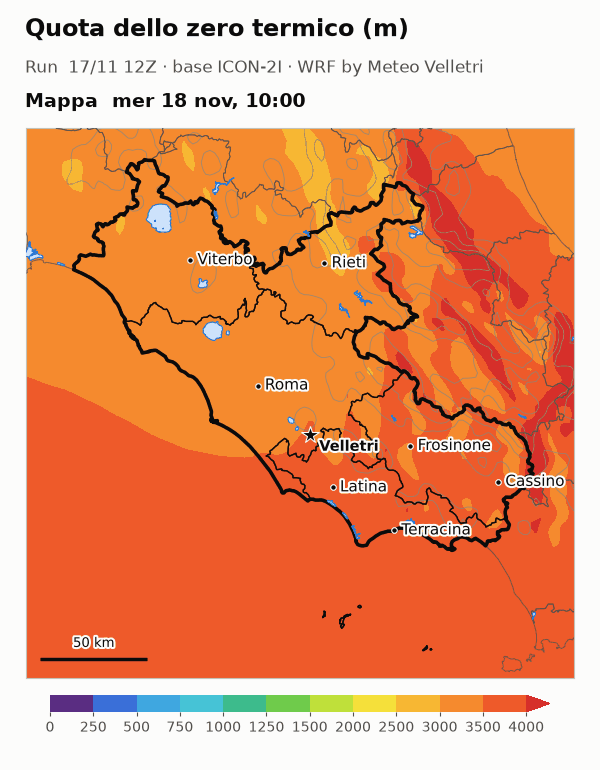 Quota dello zero termico (m)
Run  17/11 12Z · base ICON-2I · WRF by Meteo Velletri
Mappa  mer 18 nov, 10:00
Viterbo
Rieti
Roma
Velletri
Frosinone
Latina
Cassino
Terracina
50 km
0 250 500 750 1000 1250 1500 2000 2500 3000 3500 4000